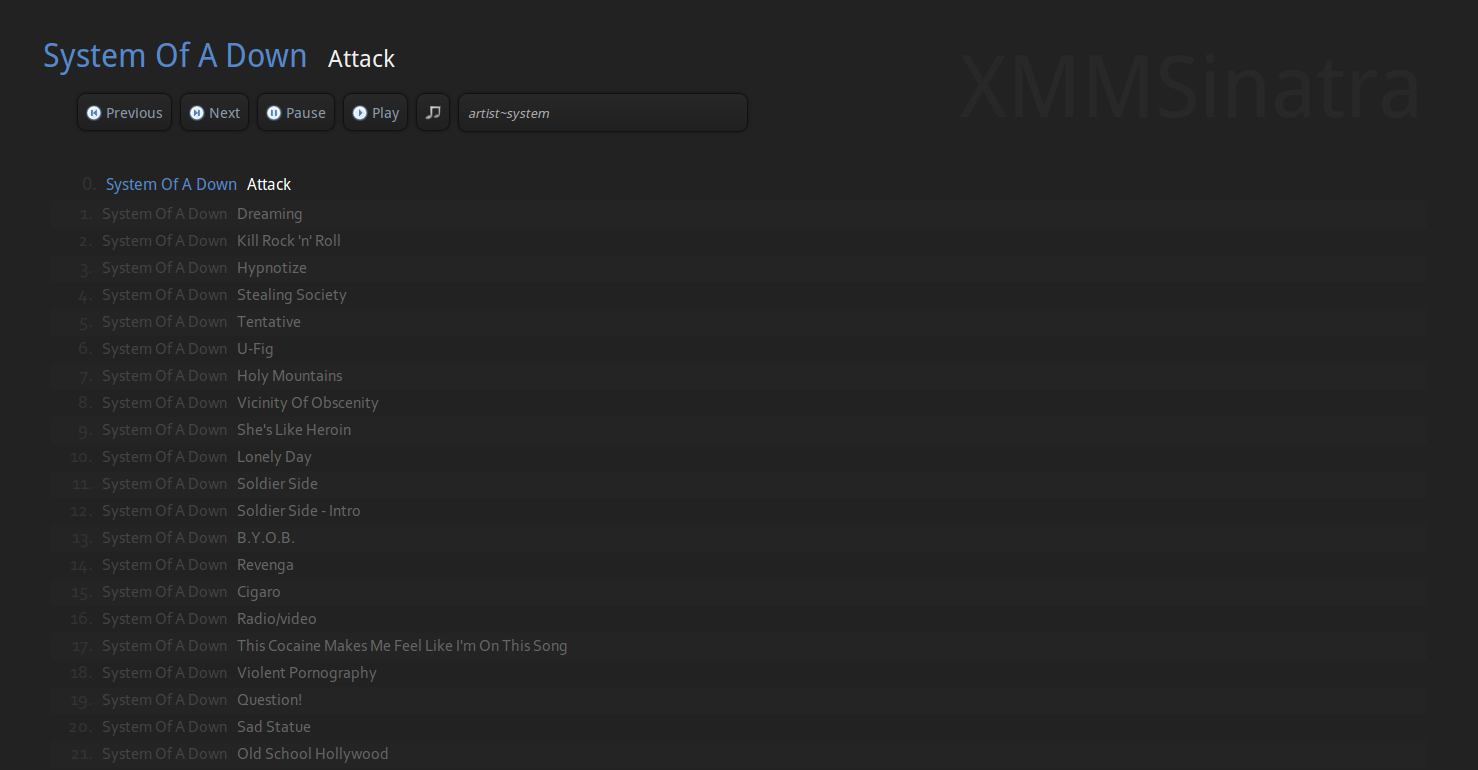 System Of A Down Attack
XMMSinatra
Previous Next Pause Play artist~system
0. System Of A Down Attack
1. System Of A Down Dreaming
2. System Of A Down Kill Rock 'n' Roll
3. System Of A Down Hypnotize
4. System Of A Down Stealing Society
5. System Of A Down Tentative
6. System Of A Down U-Fig
7. System Of A Down Holy Mountains
8. System Of A Down Vicinity Of Obscenity
9. System Of A Down She's Like Heroin
10. System Of A Down Lonely Day
11. System Of A Down Soldier Side
12. System Of A Down Soldier Side - Intro
13. System Of A Down B.Y.O.B.
14. System Of A Down Revenga
15. System Of A Down Cigaro
16. System Of A Down Radio/video
17. System Of A Down This Cocaine Makes Me Feel Like I'm On This Song
18. System Of A Down Violent Pornography
19. System Of A Down Question!
20. System Of A Down Sad Statue
21. System Of A Down Old School Hollywood